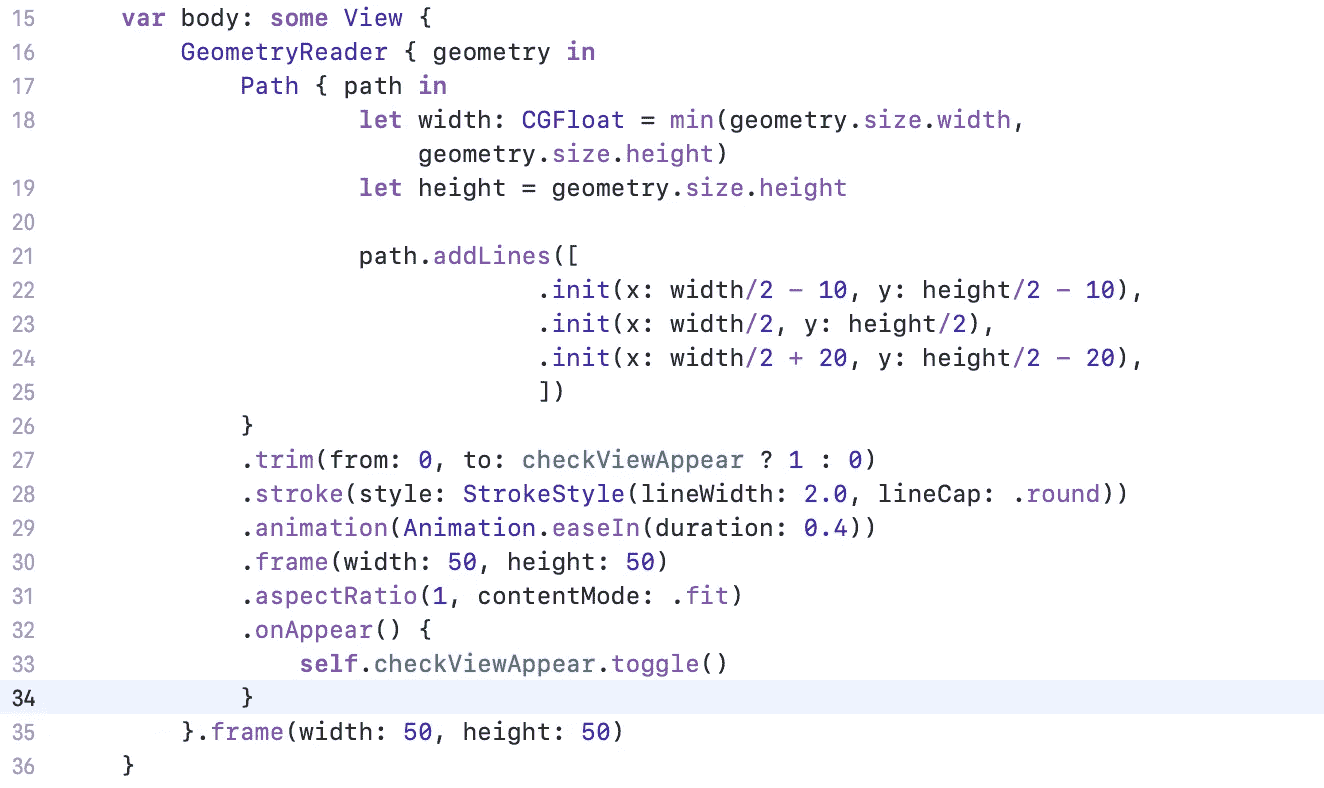 15 var body: some View {
16 GeometryReader { geometry in
17 Path { path in
18 let width: CGFloat = min(geometry.size.width,
geometry.size.height)
19 let height = geometry.size.height
20
21 path.addLines([
22 .init(x: width/2 - 10, y: height/2 - 10),
23 .init(x: width/2, y: height/2),
24 .init(x: width/2 + 20, y: height/2 - 20),
25 ])
26 }
27 .trim(from: 0, to: checkViewAppear ? 1 : 0)
28 .stroke(style: StrokeStyle(lineWidth: 2.0, lineCap: .round))
29 .animation(Animation.easeIn(duration: 0.4))
30 .frame(width: 50, height: 50)
31 .aspectRatio(1, contentMode: .fit)
32 .onAppear() {
33 self.checkViewAppear.toggle()
34 }
35 }.frame(width: 50, height: 50)
36 }